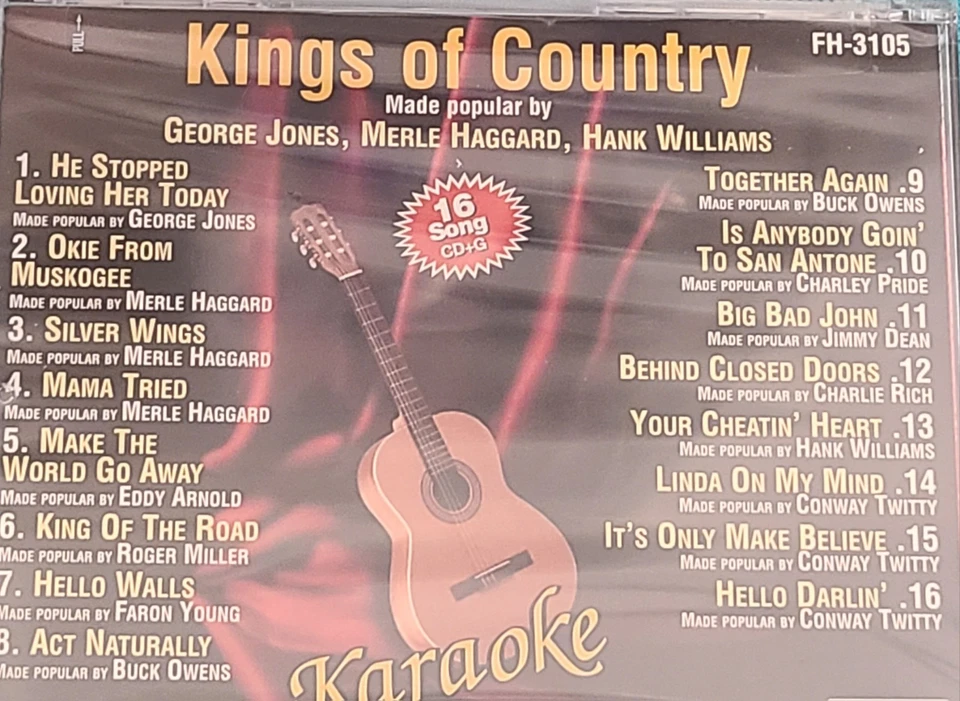 PULL→
Kings of Country
FH-3105
Made popular by
GEORGE JONES, MERLE HAGGARD, HANK WILLIAMS
1. HE STOPPED
LOVING HER TODAY
MADE POPULAR BY GEORGE JONES
2. OKIE FROM
MUSKOGEE
MADE POPULAR BY MERLE HAGGARD
3. SILVER WINGS
MADE POPULAR BY MERLE HAGGARD
4. MAMA TRIED
MADE POPULAR BY MERLE HAGGARD
5. MAKE THE
WORLD GO AWAY
MADE POPULAR BY EDDY ARNOLD
6. KING OF THE ROAD
MADE POPULAR BY ROGER MILLER
7. HELLO WALLS
MADE POPULAR BY FARON YOUNG
8. ACT NATURALLY
MADE POPULAR BY BUCK OWENS
16
Song
CD+G
TOGETHER AGAIN .9
MADE POPULAR BY BUCK OWENS
IS ANYBODY GOIN'
TO SAN ANTONE .10
MADE POPULAR BY CHARLEY PRIDE
BIG BAD JOHN .11
MADE POPULAR BY JIMMY DEAN
BEHIND CLOSED DOORS .12
MADE POPULAR BY CHARLIE RICH
YOUR CHEATIN' HEART .13
MADE POPULAR BY HANK WILLIAMS
LINDA ON MY MIND .14
MADE POPULAR BY CONWAY TWITTY
IT'S ONLY MAKE BELIEVE .15
MADE POPULAR BY CONWAY TWITTY
HELLO DARLIN' .16
MADE POPULAR BY CONWAY TWITTY
Karaoke